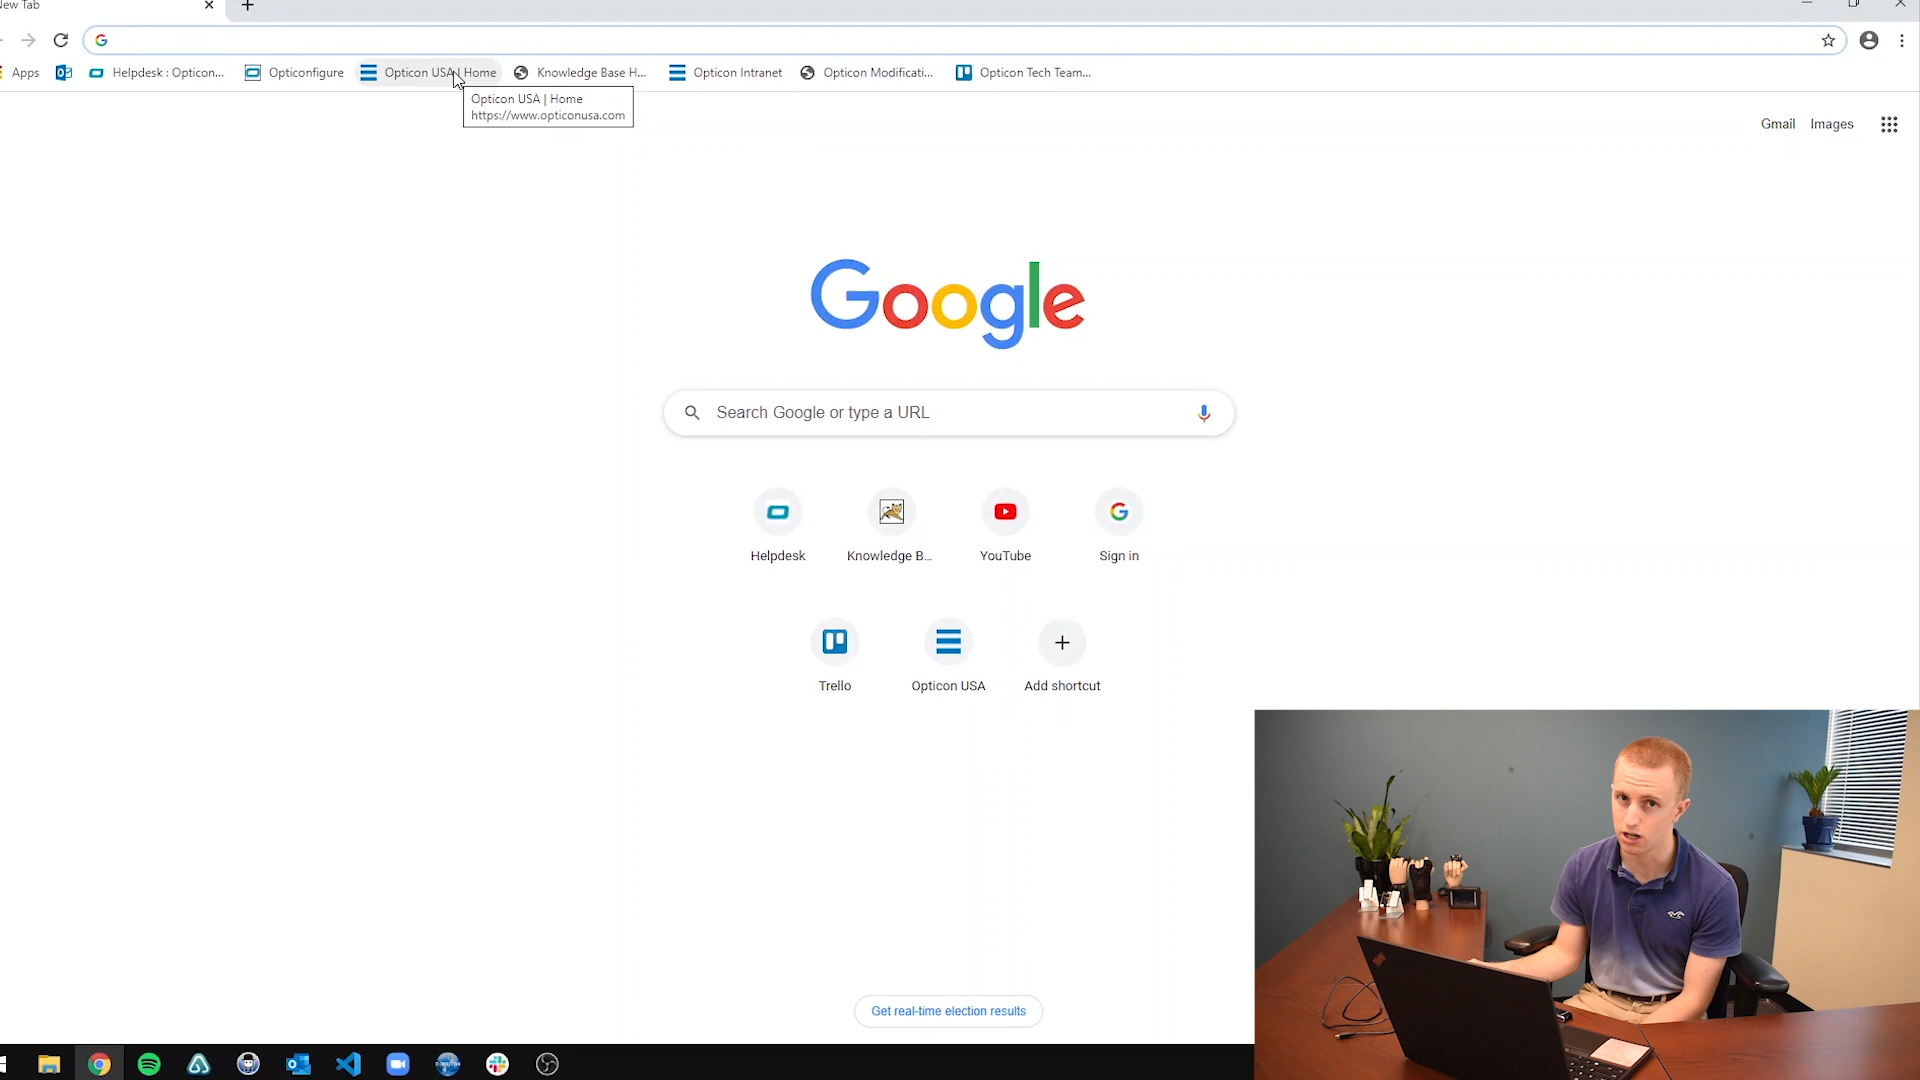 New Tab
Apps
Helpdesk : Opticon...
Opticonfigure
Opticon USA | Home
Knowledge Base H...
Opticon Intranet
Opticon Modificati...
Opticon Tech Team...
Opticon USA | Home
https://www.opticonusa.com
Gmail
Images
Google
Search Google or type a URL
Helpdesk
Knowledge B...
YouTube
Sign in
Trello
Opticon USA
Add shortcut
Get real-time election results